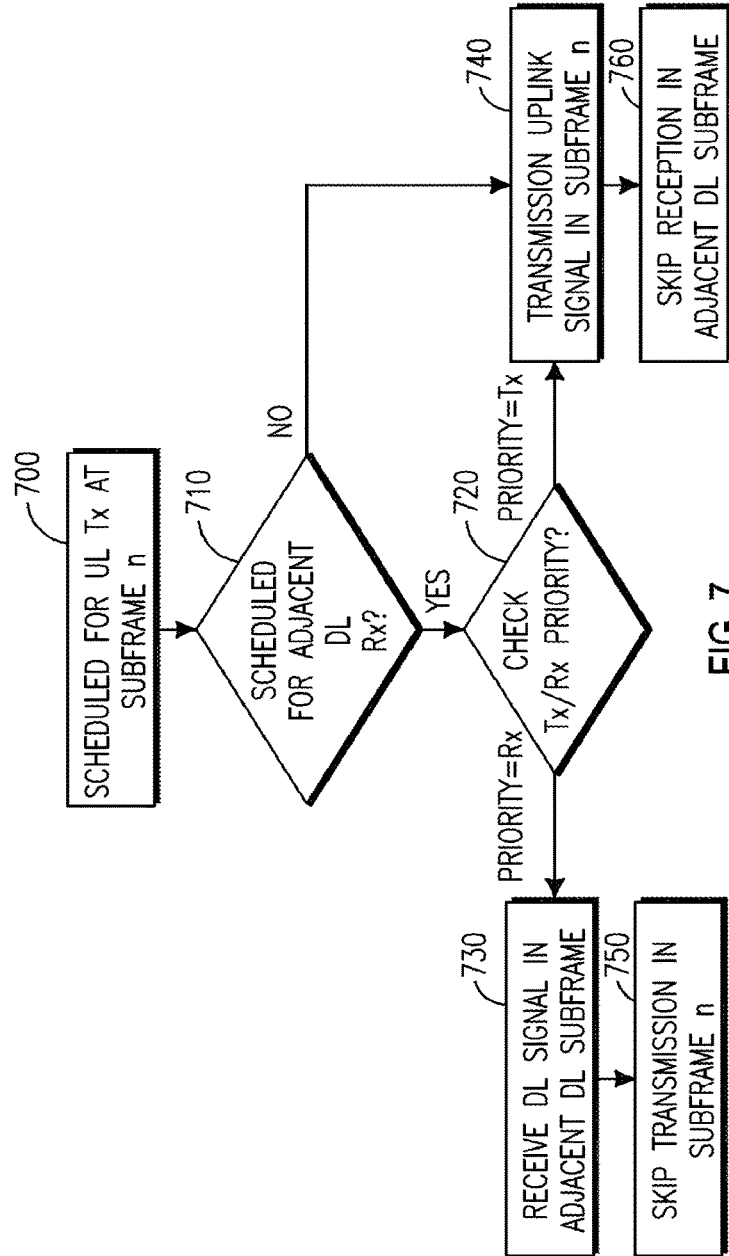 700
SCHEDULED FOR UL Tx AT
SUBFRAME n
710
SCHEDULED
FOR ADJACENT
DL
Rx?
NO
YES
720
CHECK
Tx/Rx PRIORITY?
PRIORITY=Rx
PRIORITY=Tx
730
RECEIVE DL SIGNAL IN
ADJACENT DL SUBFRAME
740
TRANSMISSION UPLINK
SIGNAL IN SUBFRAME n
750
SKIP TRANSMISSION IN
SUBFRAME n
760
SKIP RECEPTION IN
ADJACENT DL SUBFRAME
FIG. 7